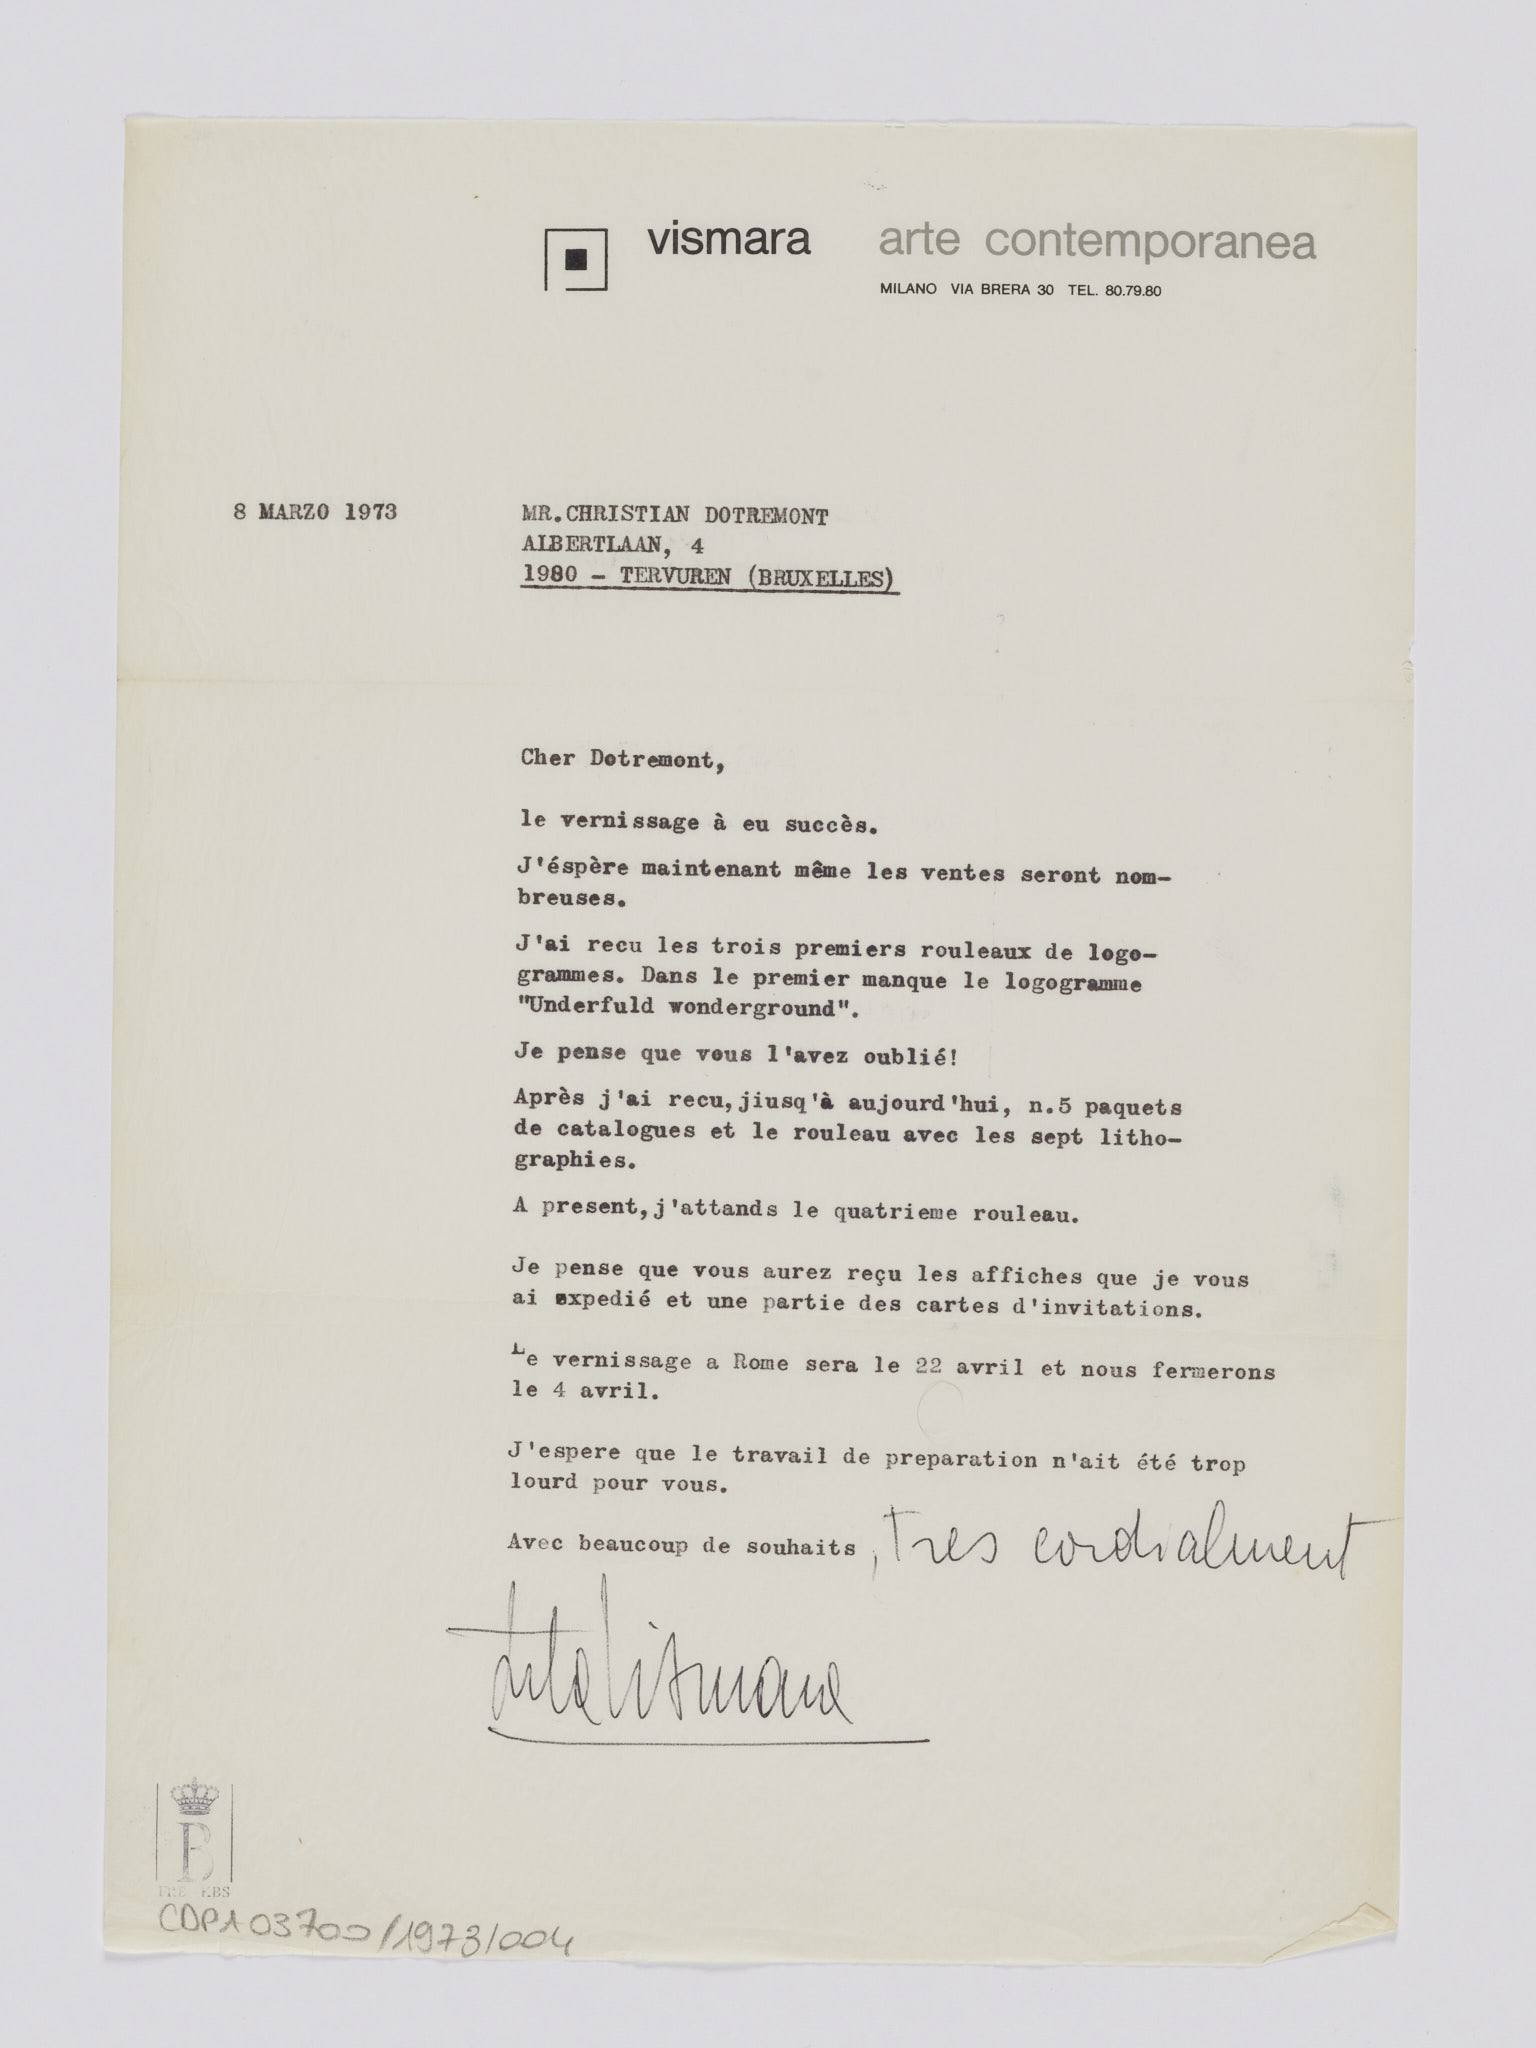 vismara arte contemporanea
MILANO VIA BRERA 30 TEL. 80.79.80
8 MARZO 1973
MR.CHRISTIAN DOTREMONT
ALBERTLAAN, 4
1980 - TERVUREN (BRUXELLES)
Cher Dotremont,
le vernissage à eu succès.
J'éspère maintenant même les ventes seront nom-
breuses.
J'ai recu les trois premiers rouleaux de logo-
grammes. Dans le premier manque le logogramme
"Underfuld wonderground".
Je pense que vous l'avez oublié!
Après j'ai recu,jiusq'à aujourd'hui, n.5 paquets
de catalogues et le rouleau avec les sept litho-
graphies.
A present,j'attands le quatrieme rouleau.
Je pense que vous aurez reçu les affiches que je vous
ai expedié et une partie des cartes d'invitations.
Le vernissage a Rome sera le 22 avril et nous fermerons
le 4 avril.
J'espere que le travail de preparation n'ait été trop
lourd pour vous.
Avec beaucoup de souhaits, tres cordialment
Vismara
B
FRB KBS
CDPA 03700/1973/004